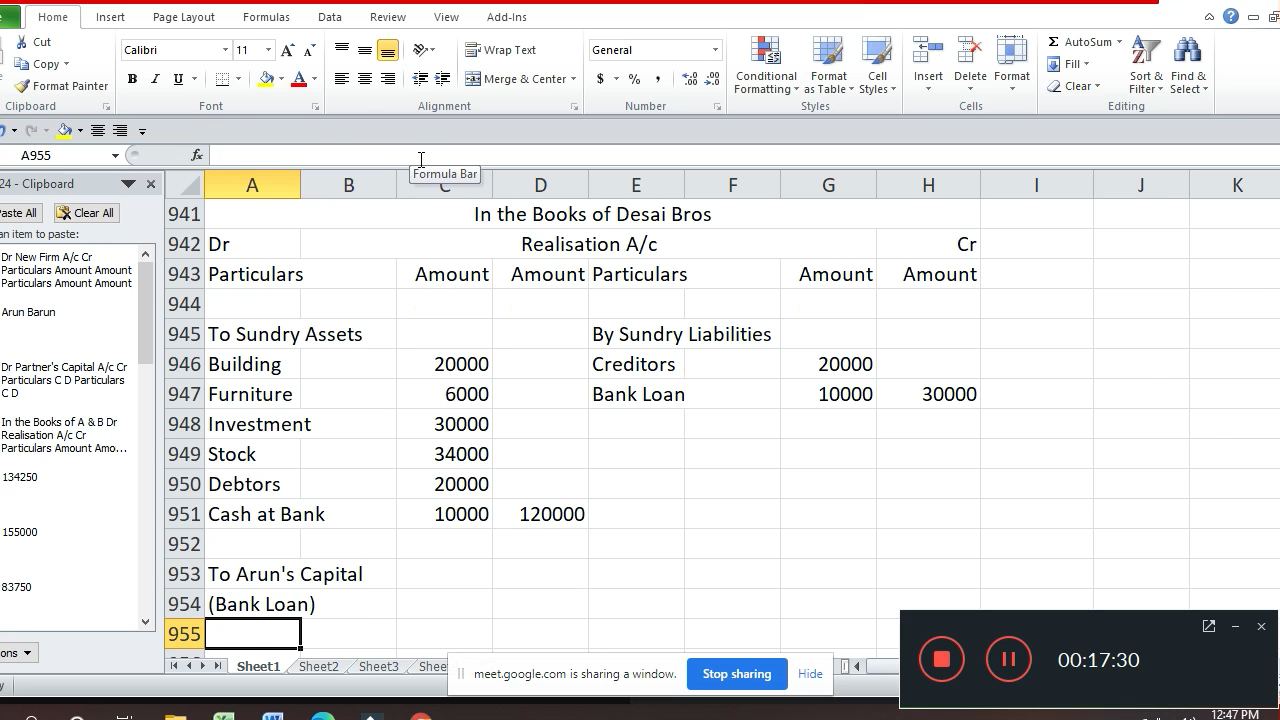 Home Insert Page Layout Formulas Data Review View Add-Ins
Cut
Copy
Format Painter
Clipboard
Calibri 11 A A
B I U A
Font
Wrap Text
Merge & Center
Alignment
General
$ % , .00
Number
Conditional Formatting
Format as Table
Cell Styles
Styles
Insert Delete Format
Cells
Σ AutoSum
Fill
Clear
Sort & Filter
Find & Select
Editing
A955 fx
Formula Bar
24 - Clipboard
Paste All Clear All
an item to paste:
Dr New Firm A/c Cr
Particulars Amount Amount
Particulars Amount Amount
Arun Barun
Dr Partner's Capital A/c Cr
Particulars C D Particulars
C D
In the Books of A & B Dr
Realisation A/c Cr
Particulars Amount Amo...
134250
155000
83750
A B C D E F G H I J K
941 In the Books of Desai Bros
942 Dr Realisation A/c Cr
943 Particulars Amount Amount Particulars Amount Amount
944
945 To Sundry Assets By Sundry Liabilities
946 Building 20000 Creditors 20000
947 Furniture 6000 Bank Loan 10000 30000
948 Investment 30000
949 Stock 34000
950 Debtors 20000
951 Cash at Bank 10000 120000
952
953 To Arun's Capital
954 (Bank Loan)
955
Sheet1 Sheet2 Sheet3
meet.google.com is sharing a window. Stop sharing Hide
00:17:30
12:47 PM